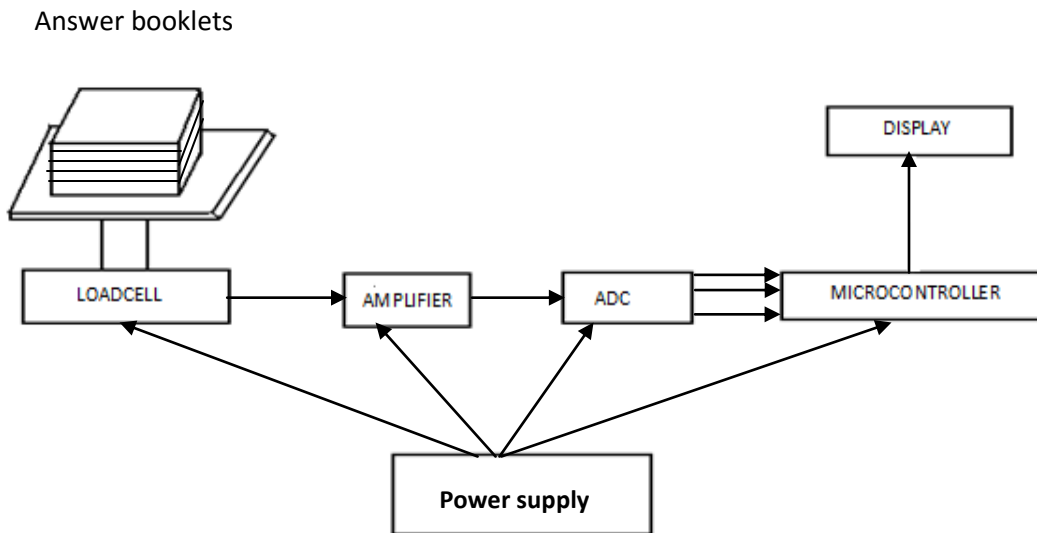 Answer booklets
DISPLAY
LOADCELL
AMPLIFIER
ADC
MICROCONTROLLER
Power supply